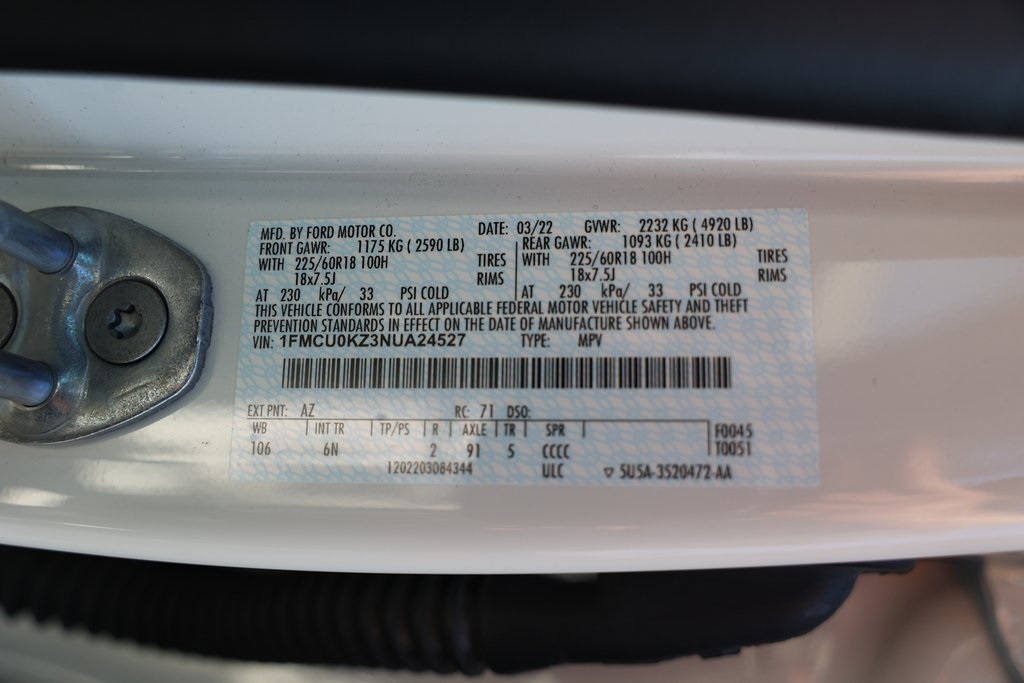 MFD. BY FORD MOTOR CO. DATE: 03/22 GVWR: 2232 KG ( 4920 LB)
FRONT GAWR: 1175 KG ( 2590 LB) REAR GAWR: 1093 KG ( 2410 LB)
WITH 225/60R18 100H TIRES WITH 225/60R18 100H TIRES
18x7.5J RIMS 18x7.5J RIMS
AT 230 kPa/ 33 PSI COLD AT 230 kPa/ 33 PSI COLD
THIS VEHICLE CONFORMS TO ALL APPLICABLE FEDERAL MOTOR VEHICLE SAFETY AND THEFT
PREVENTION STANDARDS IN EFFECT ON THE DATE OF MANUFACTURE SHOWN ABOVE.
VIN: 1FMCU0KZ3NUA24527 TYPE: MPV
EXT PNT: AZ RC: 71 DSO:
WB INT TR TP/PS R AXLE TR SPR F0045
106 6N 2 91 5 CCCC T0051
1202203084344 ULC ▽ 5U5A-3520472-AA